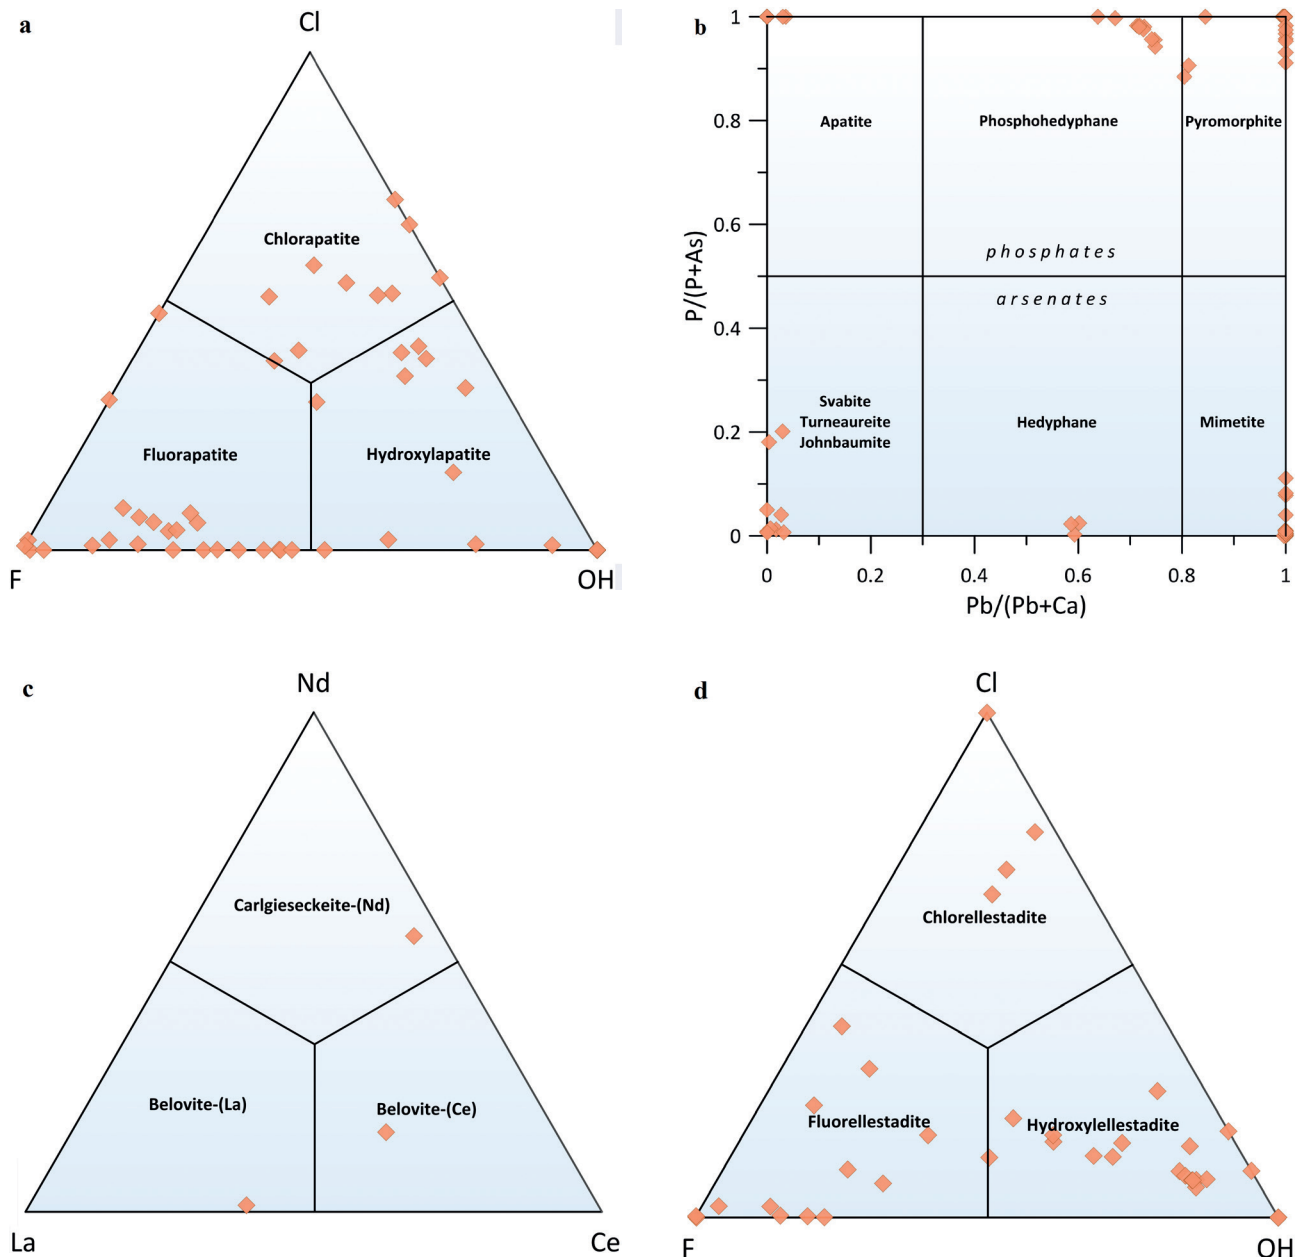 a
Cl
Chlorapatite
Fluorapatite
Hydroxylapatite
F
OH
b
P/(P+As)
1
0.8
0.6
0.4
0.2
0
Apatite
Phosphohedyphane
Pyromorphite
phosphates
arsenates
Svabite
Turneaureite
Johnbaumite
Hedyphane
Mimetite
0 0.2 0.4 0.6 0.8 1
Pb/(Pb+Ca)
c
Nd
Carlgieseckeite-(Nd)
Belovite-(La)
Belovite-(Ce)
La
Ce
d
Cl
Chlorellestadite
Fluorellestadite
Hydroxylellestadite
F
OH